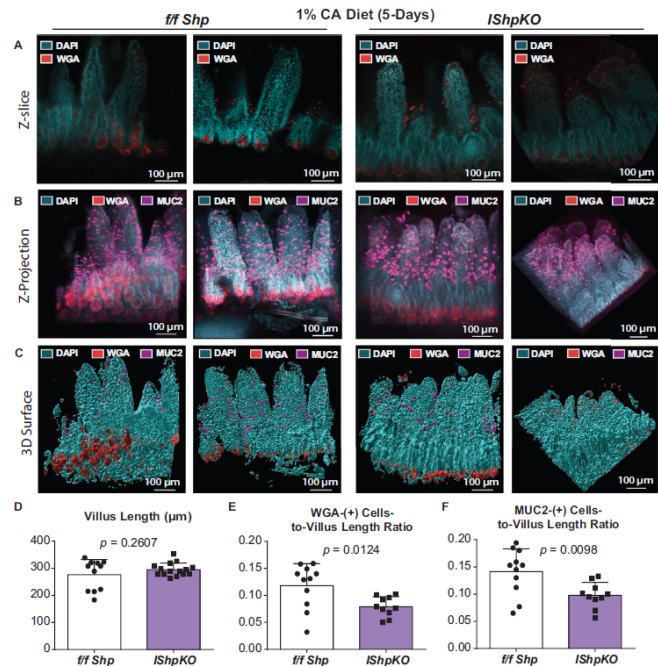 1% CA Diet (5-Days)
f/f Shp
IShpKO
A
Z-slice
DAPI
WGA
DAPI
WGA
DAPI
WGA
DAPI
WGA
100 µm
100 µm
100 µm
100 µm
B
Z-Projection
DAPI WGA MUC2
DAPI WGA MUC2
DAPI WGA MUC2
DAPI WGA MUC2
100 µm
100 µm
100 µm
100 µm
C
3D Surface
DAPI WGA MUC2
DAPI WGA MUC2
DAPI WGA MUC2
DAPI WGA MUC2
100 µm
100 µm
100 µm
100 µm
D
Villus Length (µm)
p = 0.2607
400
300
200
100
0
f/f Shp
IShpKO
E
WGA-(+) Cells-
to-Villus Length Ratio
p = 0.0124
0.20
0.15
0.10
0.05
0.00
f/f Shp
IShpKO
F
MUC2-(+) Cells-
to-Villus Length Ratio
p = 0.0098
0.20
0.15
0.10
0.05
0.00
f/f Shp
IShpKO